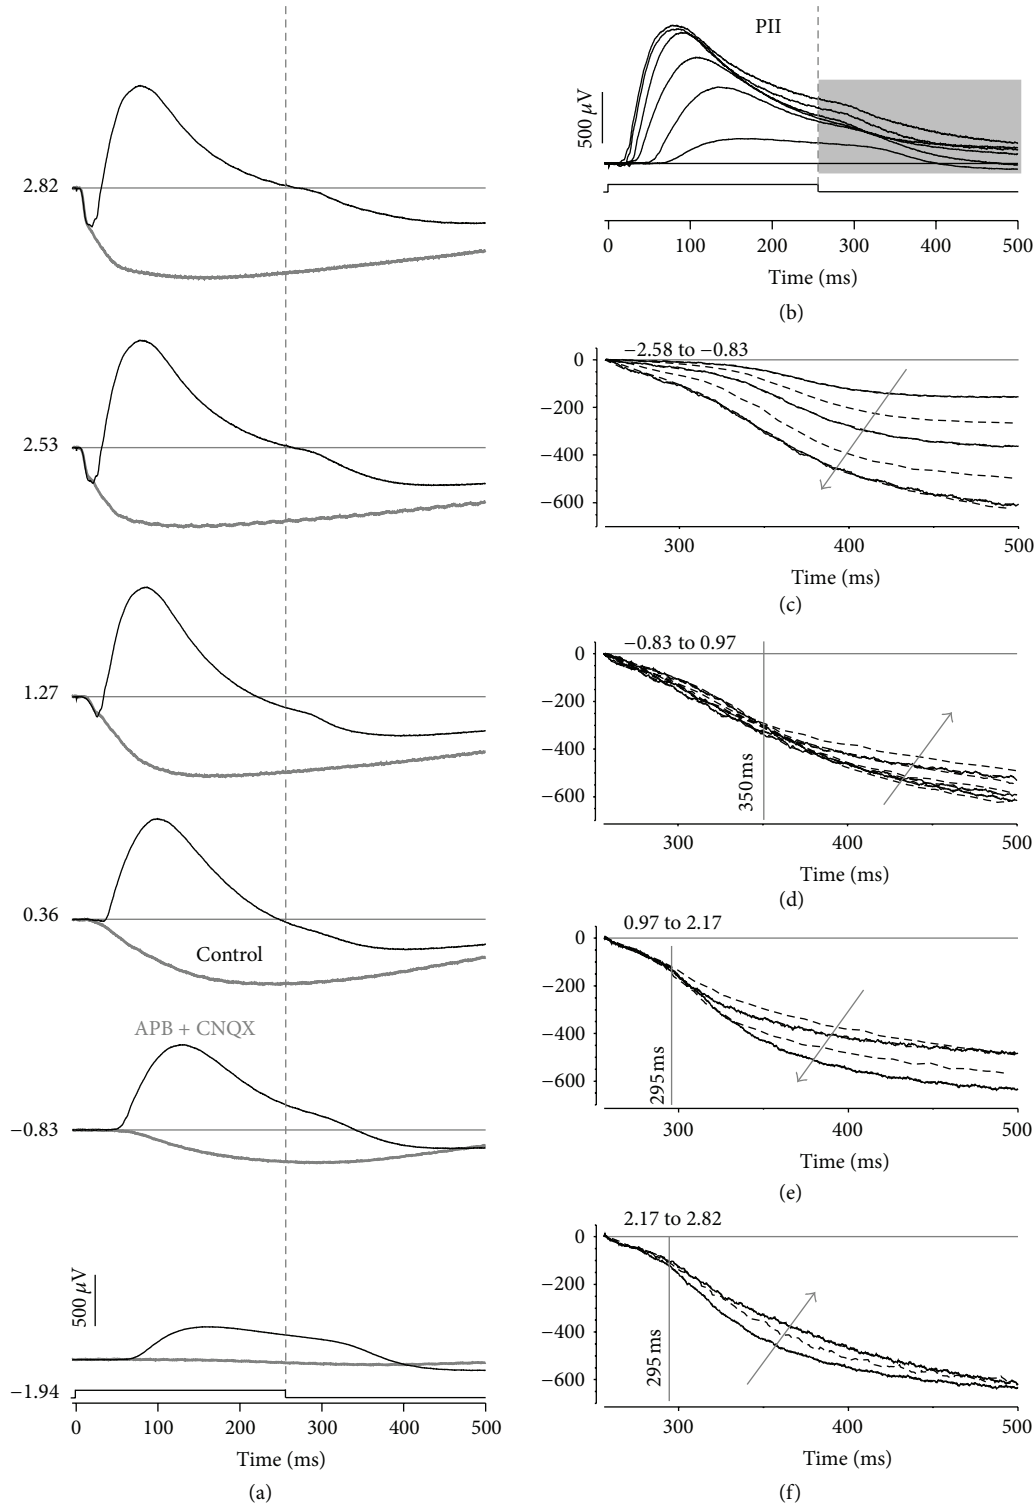 2.82
2.53
1.27
0.36
Control
APB + CNQX
−0.83
500 μV
−1.94
0 100 200 300 400 500
Time (ms)
(a)
PII
500 μV
0 100 200 300 400 500
Time (ms)
(b)
−2.58 to −0.83
0
−200
−400
−600
300 400 500
Time (ms)
(c)
−0.83 to 0.97
0
−200
−400
−600
350 ms
300 400 500
Time (ms)
(d)
0.97 to 2.17
0
−200
−400
−600
295 ms
300 400 500
Time (ms)
(e)
2.17 to 2.82
0
−200
−400
−600
295 ms
300 400 500
Time (ms)
(f)